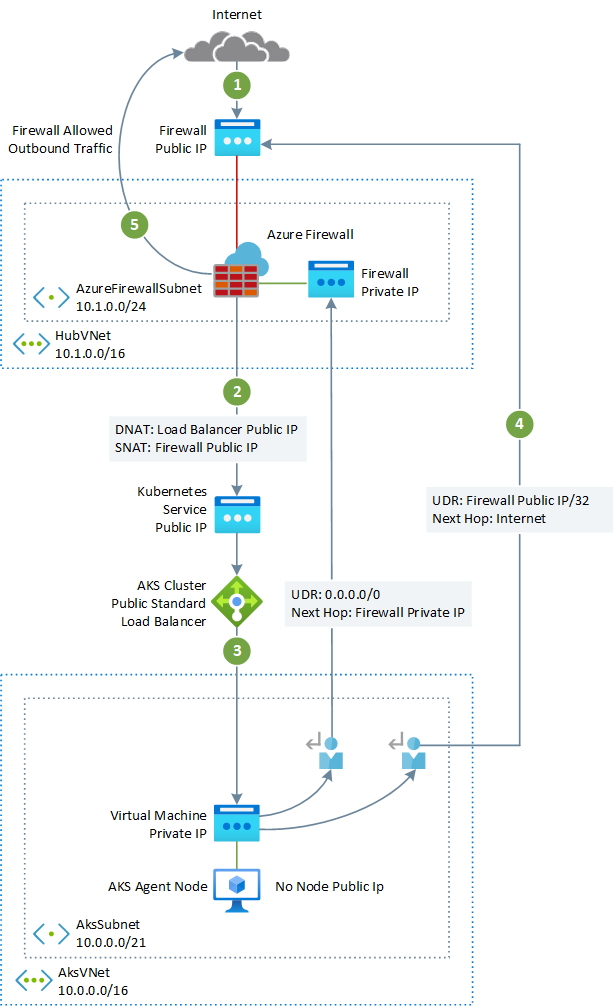 Internet
1
Firewall Allowed
Outbound Traffic
Firewall
Public IP
5
Azure Firewall
Firewall
Private IP
AzureFirewallSubnet
10.1.0.0/24
HubVNet
10.1.0.0/16
2
DNAT: Load Balancer Public IP
SNAT: Firewall Public IP
4
Kubernetes
Service
Public IP
UDR: Firewall Public IP/32
Next Hop: Internet
AKS Cluster
Public Standard
Load Balancer
UDR: 0.0.0.0/0
Next Hop: Firewall Private IP
3
Virtual Machine
Private IP
AKS Agent Node
No Node Public Ip
AksSubnet
10.0.0.0/21
AksVNet
10.0.0.0/16